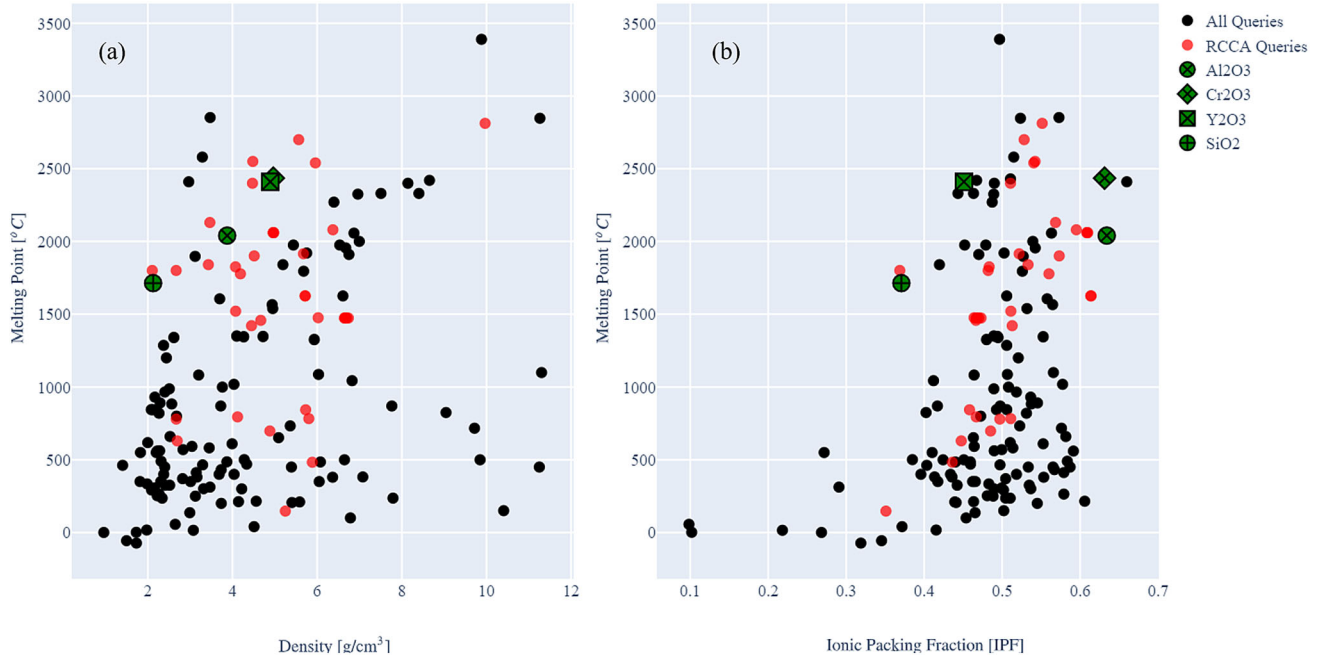 (a)
3500
3000
2500
2000
1500
1000
500
0
Melting Point [°C]
2
4
6
8
10
12
Density [g/cm³]
(b)
3500
3000
2500
2000
1500
1000
500
0
Melting Point [°C]
0.1
0.2
0.3
0.4
0.5
0.6
0.7
Ionic Packing Fraction [IPF]
All Queries
RCCA Queries
Al2O3
Cr2O3
Y2O3
SiO2